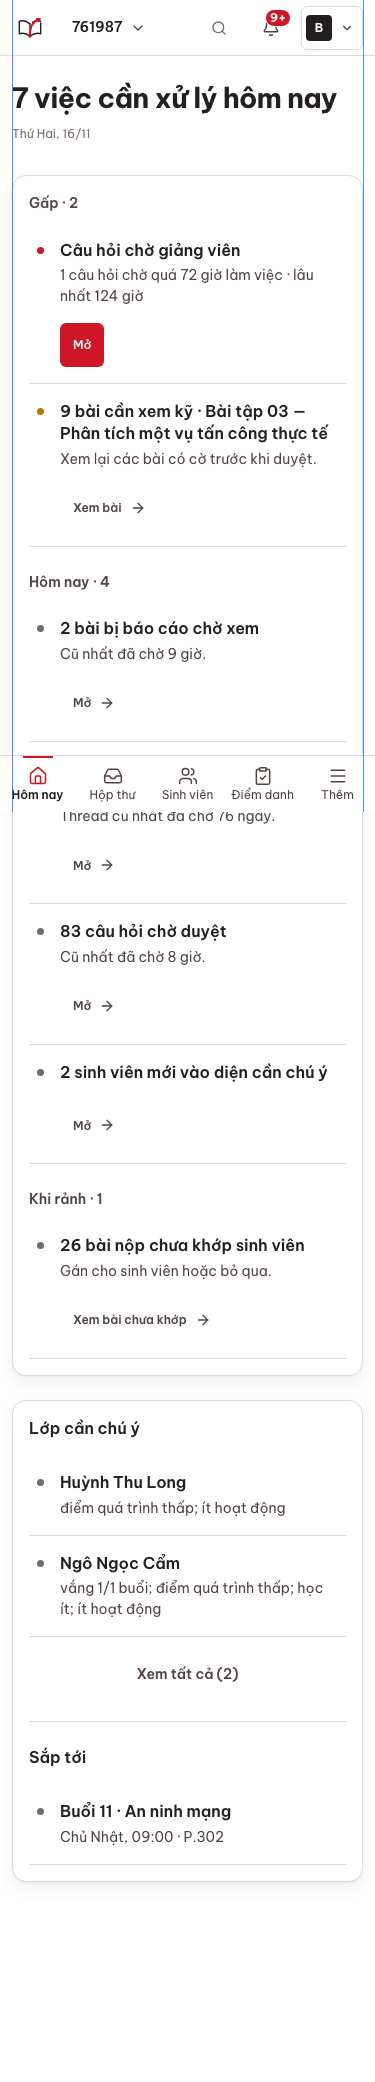 761987
9+
B
7 việc cần xử lý hôm nay
Thứ Hai, 16/11
Gấp · 2
Câu hỏi chờ giảng viên
1 câu hỏi chờ quá 72 giờ làm việc · lâu
nhất 124 giờ
Mở
9 bài cần xem kỹ · Bài tập 03 —
Phân tích một vụ tấn công thực tế
Xem lại các bài có cờ trước khi duyệt.
Xem bài
Hôm nay · 4
2 bài bị báo cáo chờ xem
Cũ nhất đã chờ 9 giờ.
Mở
Hôm nay
Hộp thư
Sinh viên
Điểm danh
Thêm
Thread cũ nhất đã chờ 76 ngày.
Mở
83 câu hỏi chờ duyệt
Cũ nhất đã chờ 8 giờ.
Mở
2 sinh viên mới vào diện cần chú ý
Mở
Khi rảnh · 1
26 bài nộp chưa khớp sinh viên
Gán cho sinh viên hoặc bỏ qua.
Xem bài chưa khớp
Lớp cần chú ý
Huỳnh Thu Long
điểm quá trình thấp; ít hoạt động
Ngô Ngọc Cẩm
vắng 1/1 buổi; điểm quá trình thấp; học
ít; ít hoạt động
Xem tất cả (2)
Sắp tới
Buổi 11 · An ninh mạng
Chủ Nhật, 09:00 · P.302